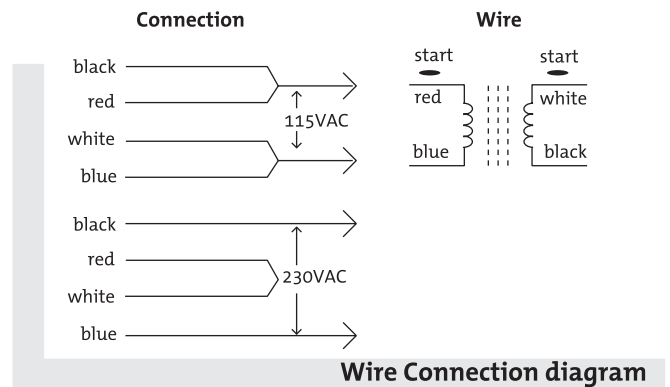 Connection
Wire
black
red
115VAC
white
blue
black
red
230VAC
white
blue
start
start
red
white
blue
black
Wire Connection diagram